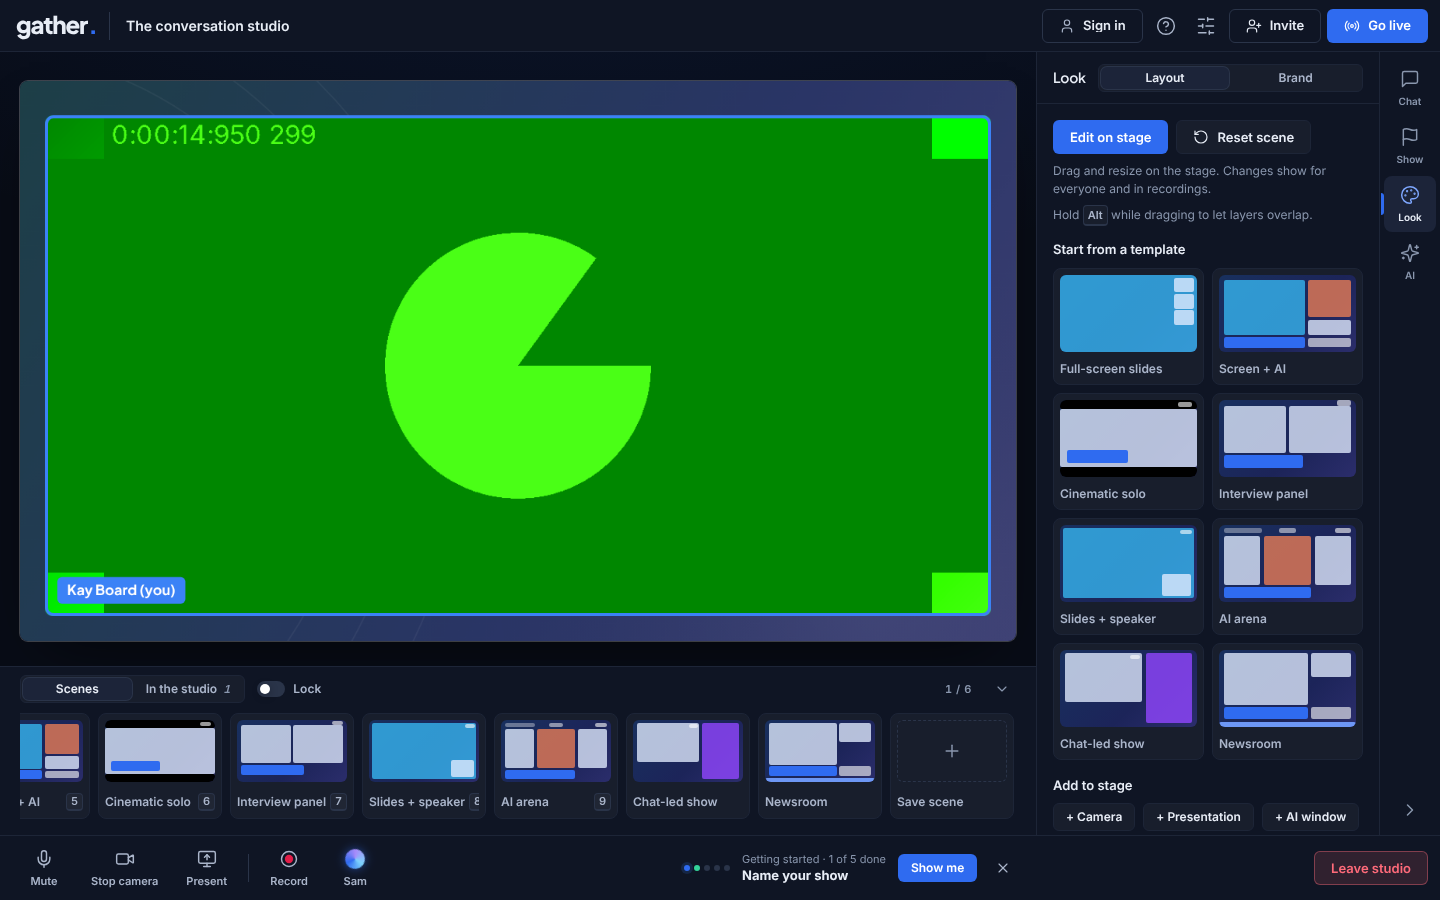 gather.
The conversation studio
Sign in
Invite
Go live
0:00:14:950 299
Kay Board (you)
Look
Layout
Brand
Edit on stage
Reset scene
Drag and resize on the stage. Changes show for
everyone and in recordings.
Hold Alt while dragging to let layers overlap.
Start from a template
Full-screen slides
Screen + AI
Cinematic solo
Interview panel
Slides + speaker
AI arena
Chat-led show
Newsroom
Add to stage
+ Camera
+ Presentation
+ AI window
Chat
Show
Look
AI
Scenes
In the studio 1
Lock
1 / 6
+ AI 5
Cinematic solo 6
Interview panel 7
Slides + speaker 8
AI arena 9
Chat-led show
Newsroom
Save scene
Mute
Stop camera
Present
Record
Sam
Getting started · 1 of 5 done
Name your show
Show me
Leave studio